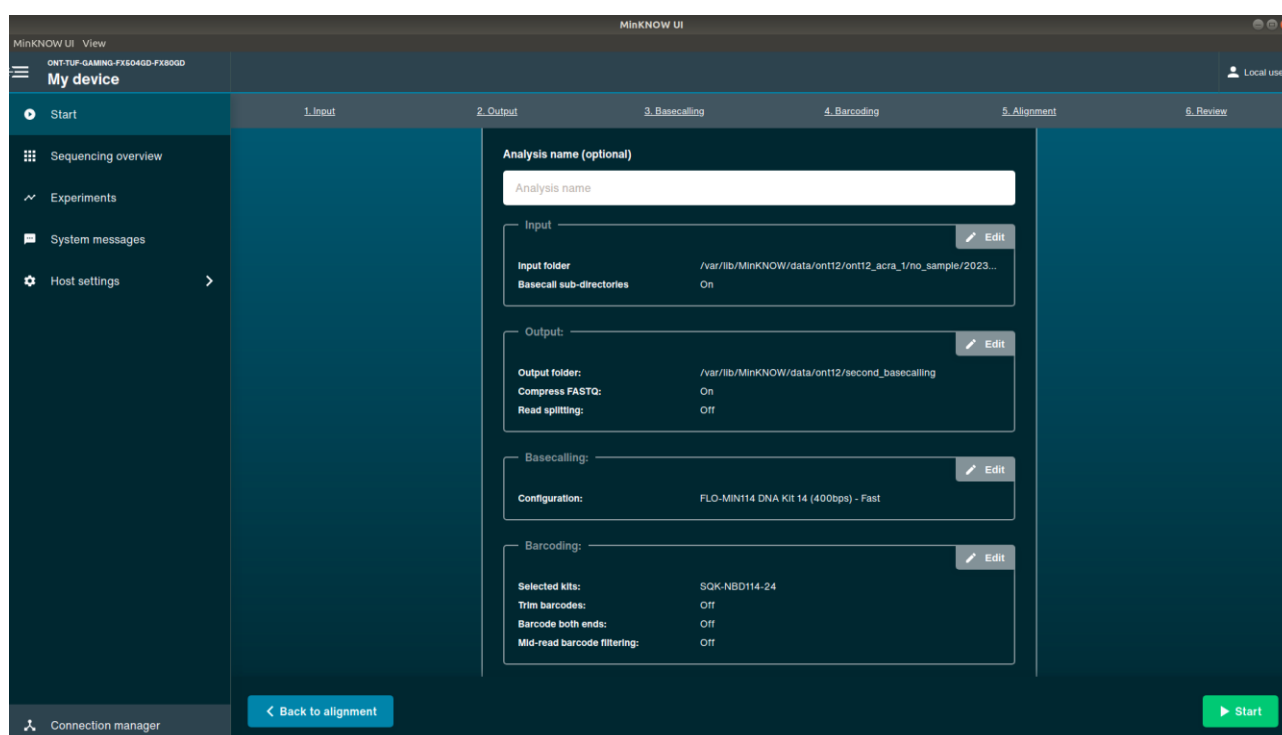 MinKNOW UI
MinKNOW UI View
ONT-TUF-GAMING-FX504GD-FX80GD
My device
Local use
Start
Sequencing overview
Experiments
System messages
Host settings
Connection manager
1. Input 2. Output 3. Basecalling 4. Barcoding 5. Alignment 6. Review
Analysis name (optional)
Analysis name
Input
Edit
Input folder /var/lib/MinKNOW/data/ont12/ont12_acra_1/no_sample/2023...
Basecall sub-directories On
Output:
Edit
Output folder: /var/lib/MinKNOW/data/ont12/second_basecalling
Compress FASTQ: On
Read splitting: Off
Basecalling:
Edit
Configuration: FLO-MIN114 DNA Kit 14 (400bps) - Fast
Barcoding:
Edit
Selected kits: SQK-NBD114-24
Trim barcodes: Off
Barcode both ends: Off
Mid-read barcode filtering: Off
Back to alignment
Start